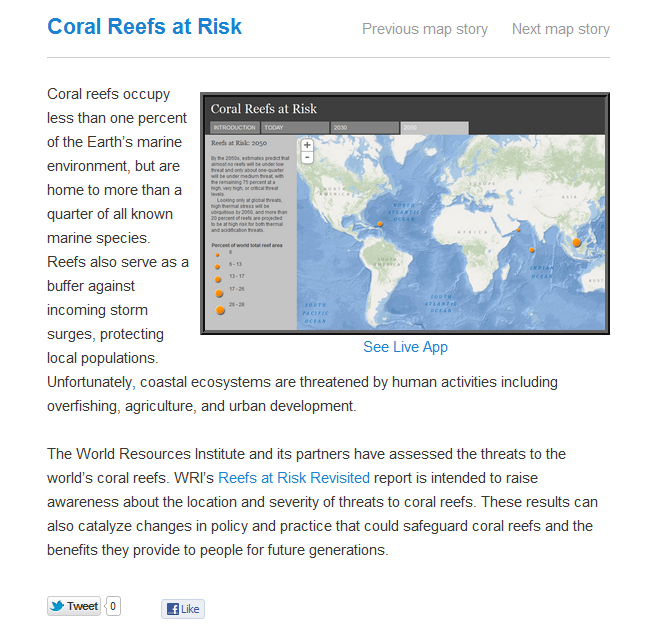 Coral Reefs at Risk
Previous map story
Next map story
Coral reefs occupy
less than one percent
of the Earth's marine
environment, but are
home to more than a
quarter of all known
marine species.
Reefs also serve as a
buffer against
incoming storm
surges, protecting
local populations.
Unfortunately, coastal ecosystems are threatened by human activities including
overfishing, agriculture, and urban development.
Coral Reefs at Risk
INTRODUCTION
TODAY
2030
2050
Reefs at Risk: 2050
By the 2050s, estimates predict that
almost no reefs will be under low
threat and only about one-quarter
will be under medium threat, with
the remaining 75 percent at a
high, very high, or critical threat
levels.
Looking only at global threats,
high thermal stress will be
ubiquitous by 2050, and more than
20 percent of reefs are projected
to be at high risk for both thermal
and acidification threats.
Percent of world total reef area
6
6 - 13
13 - 17
17 - 26
26 - 28
+
-
NORTH
AMERICA
NORTH
ATLANTIC
OCEAN
EUROPE
ASIA
AFRICA
SOUTH
AMERICA
INDIAN
OCEAN
SOUTH
PACIFIC
OCEAN
SOUTH
ATLANTIC
OCEAN
See Live App
The World Resources Institute and its partners have assessed the threats to the
world's coral reefs. WRI's Reefs at Risk Revisited report is intended to raise
awareness about the location and severity of threats to coral reefs. These results can
also catalyze changes in policy and practice that could safeguard coral reefs and the
benefits they provide to people for future generations.
Tweet
0
Like